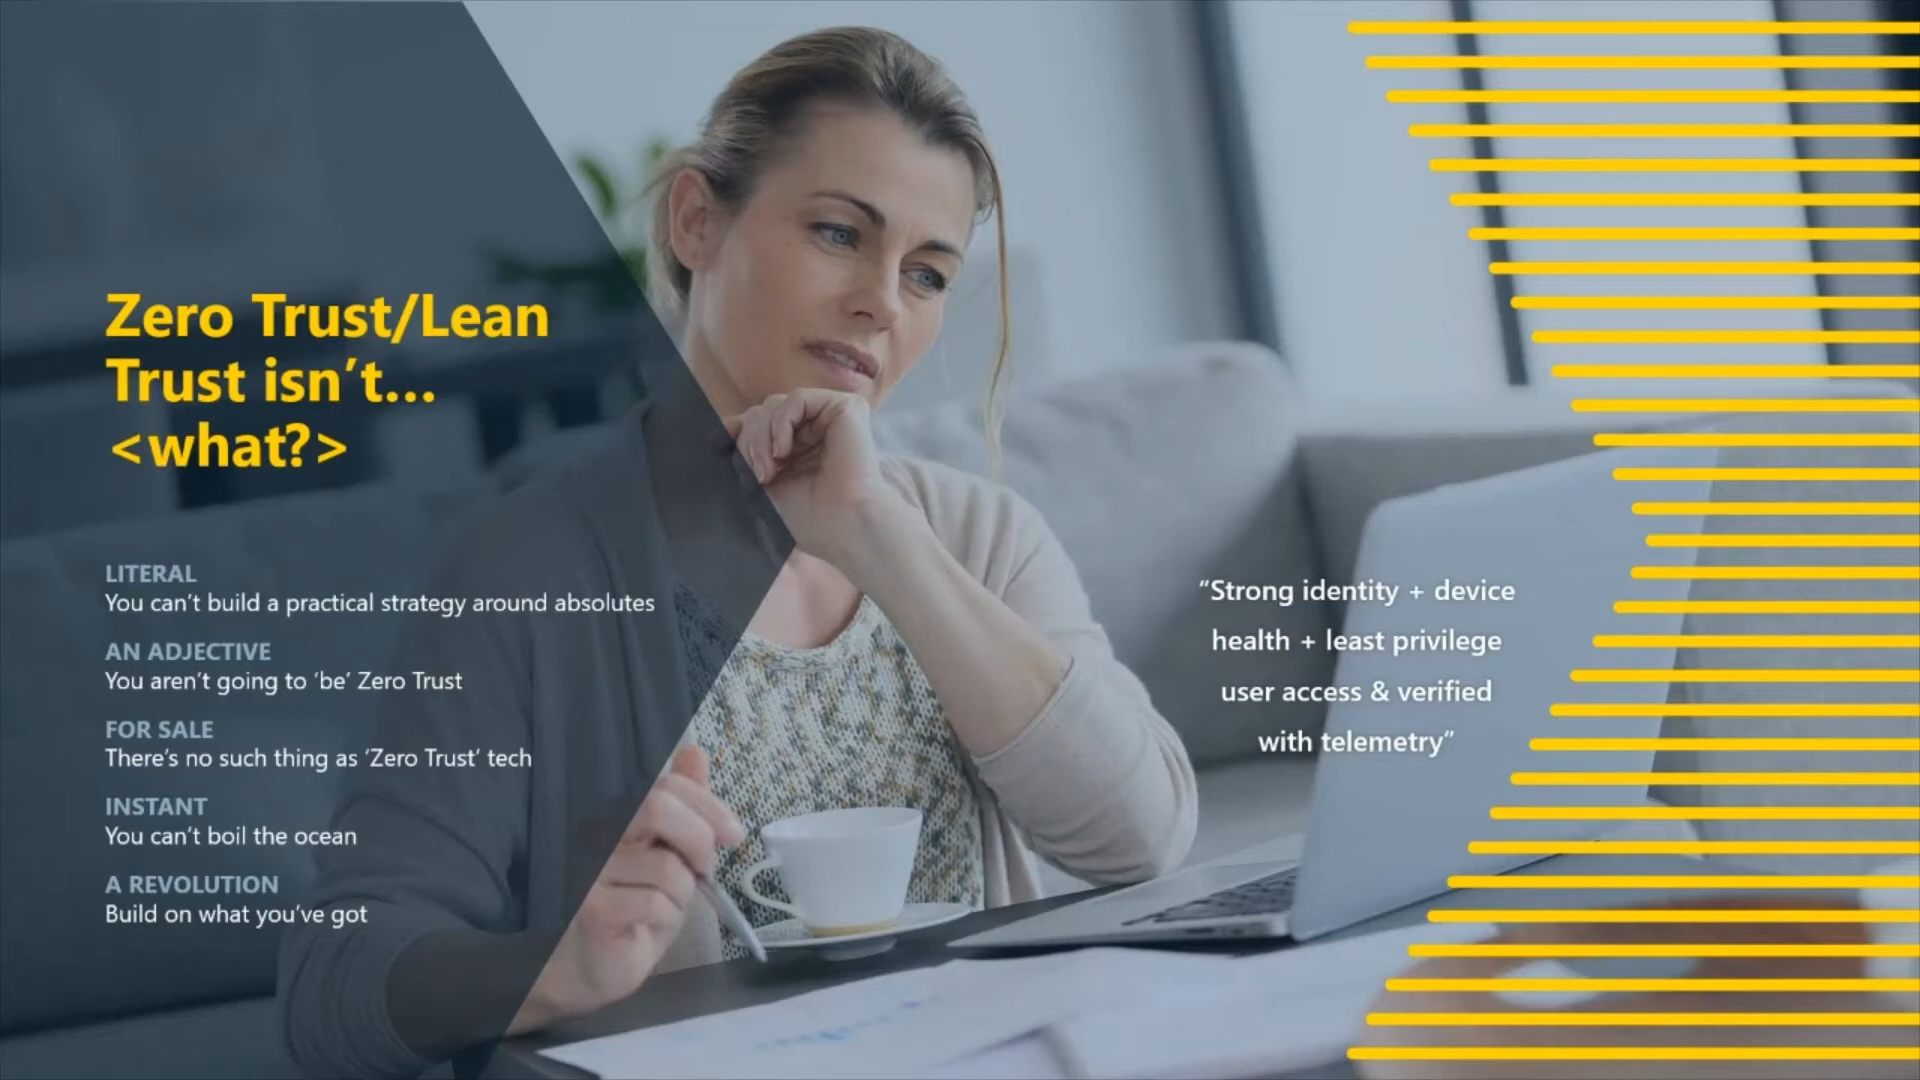 Zero Trust/Lean
Trust isn’t...
<what?>
LITERAL
You can’t build a practical strategy around absolutes
AN ADJECTIVE
You aren’t going to ‘be’ Zero Trust
FOR SALE
There’s no such thing as ‘Zero Trust’ tech
INSTANT
You can’t boil the ocean
A REVOLUTION
Build on what you’ve got
“Strong identity + device
health + least privilege
user access & verified
with telemetry”